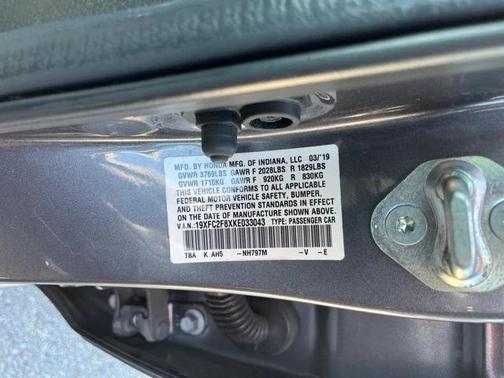 MFD. BY HONDA MFG. OF INDIANA, LLC 03/'19
GVWR 3769LBS GAWR F 2028LBS R 1829LBS
GVWR 1710KG GAWR F 920KG R 830KG
THIS VEHICLE CONFORMS TO ALL APPLICABLE
FEDERAL MOTOR VEHICLE SAFETY, BUMPER,
AND THEFT PREVENTION STANDARDS IN EFFECT
ON THE DATE OF MANUFACTURE SHOWN ABOVE.
V.I.N.:19XFC2F8XKE033043 TYPE: PASSENGER CAR
TBA K AH5 -NH797M -V -E